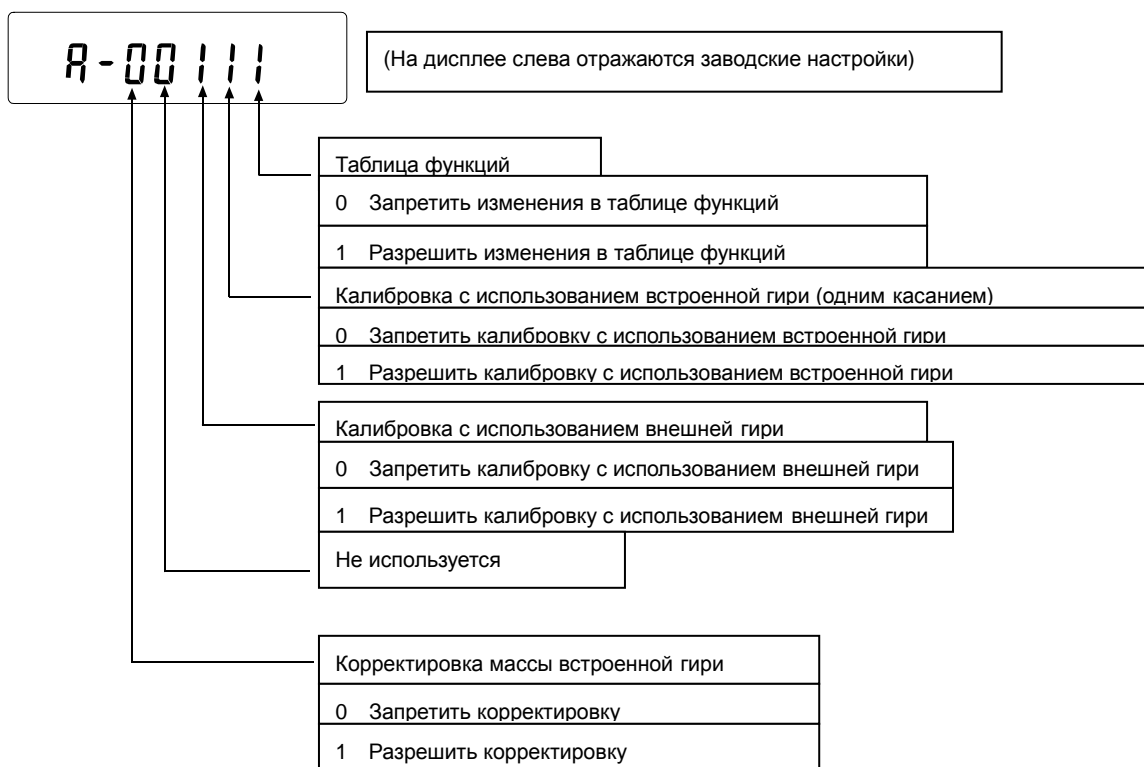 A-00111
(На дисплее слева отражаются заводские настройки)
Таблица функций
0 Запретить изменения в таблице функций
1 Разрешить изменения в таблице функций
Калибровка с использованием встроенной гири (одним касанием)
0 Запретить калибровку с использованием встроенной гири
1 Разрешить калибровку с использованием встроенной гири
Калибровка с использованием внешней гири
0 Запретить калибровку с использованием внешней гири
1 Разрешить калибровку с использованием внешней гири
Не используется
Корректировка массы встроенной гири
0 Запретить корректировку
1 Разрешить корректировку